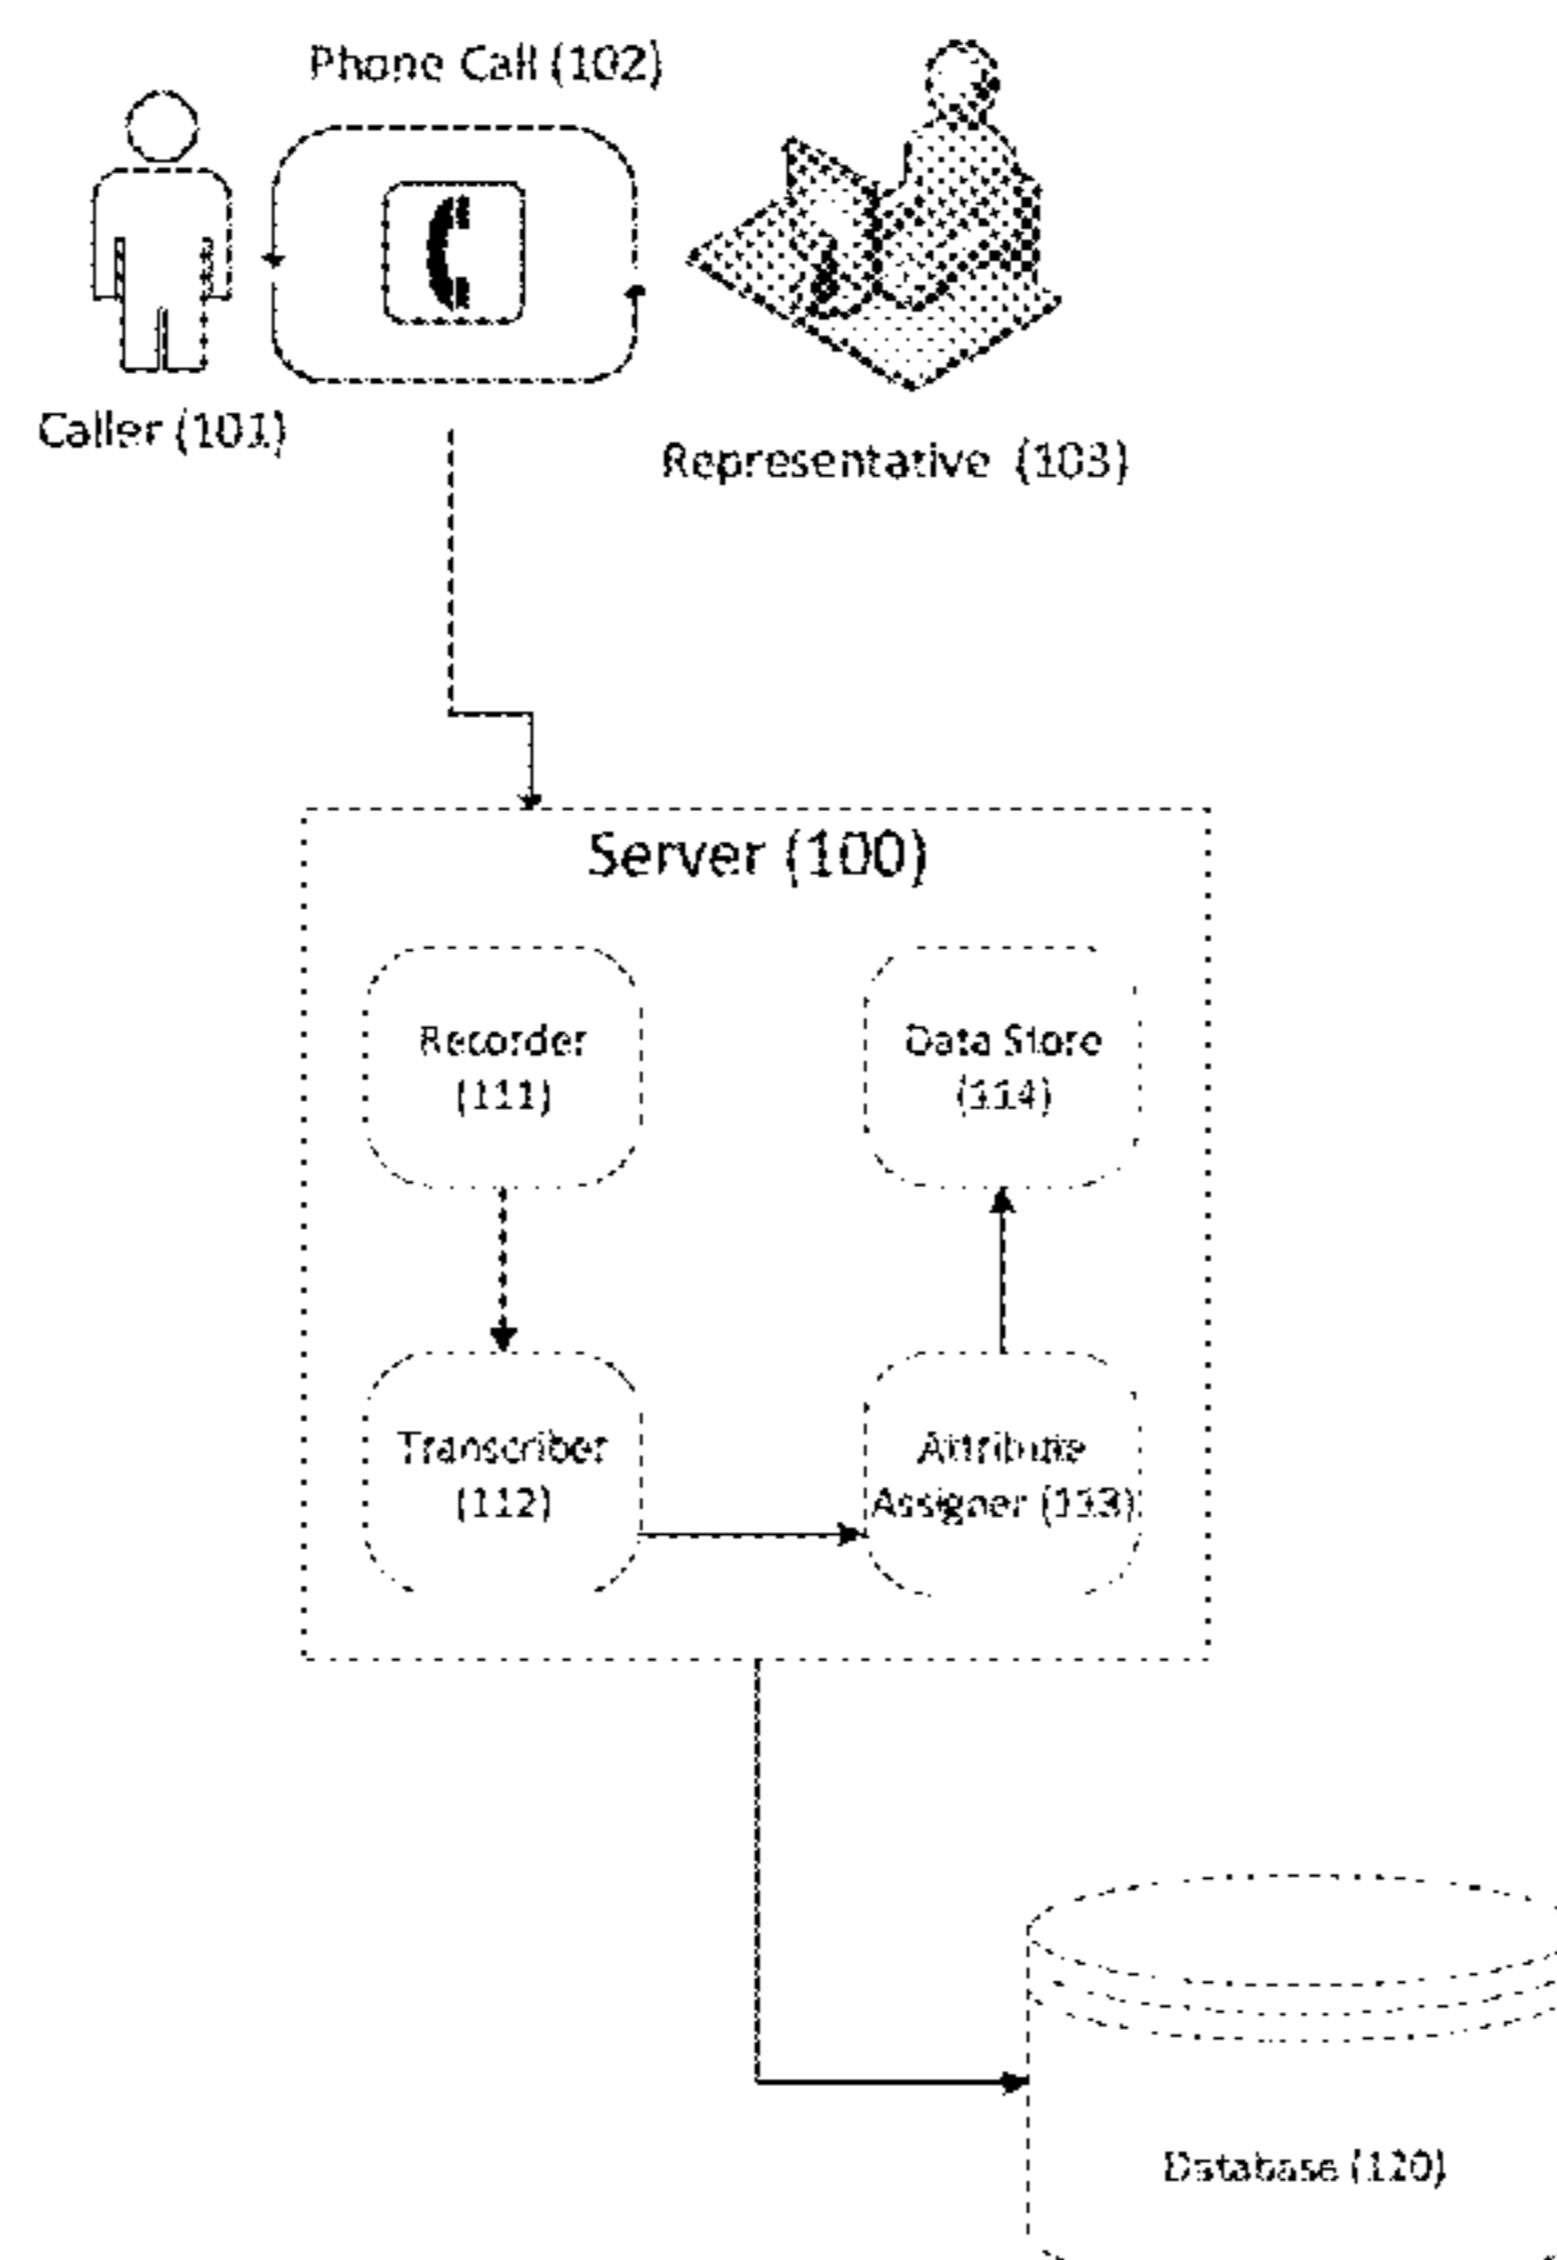 Phone Call (102)
Caller (101)
Representative (103)
Server (100)
Recorder
(111)
Data Store
(114)
Transcriber
(112)
Attribute
Assigner (113)
Database (120)